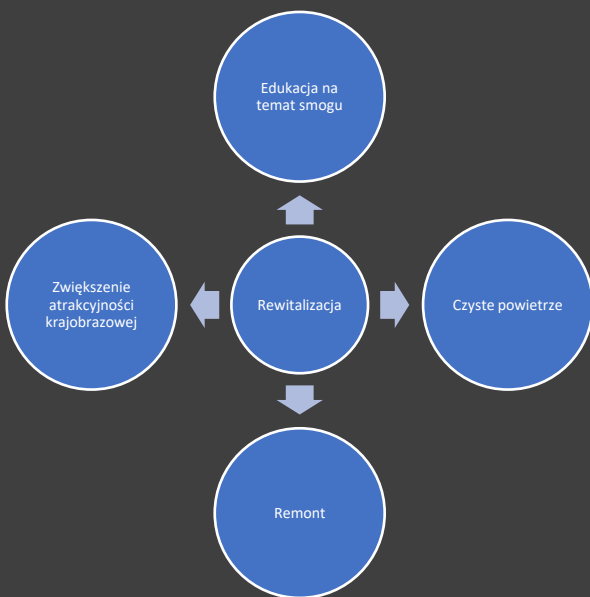 Edukacja na
temat smogu
Zwiększenie
atrakcyjności
krajobrazowej
Rewitalizacja
Czyste powietrze
Remont